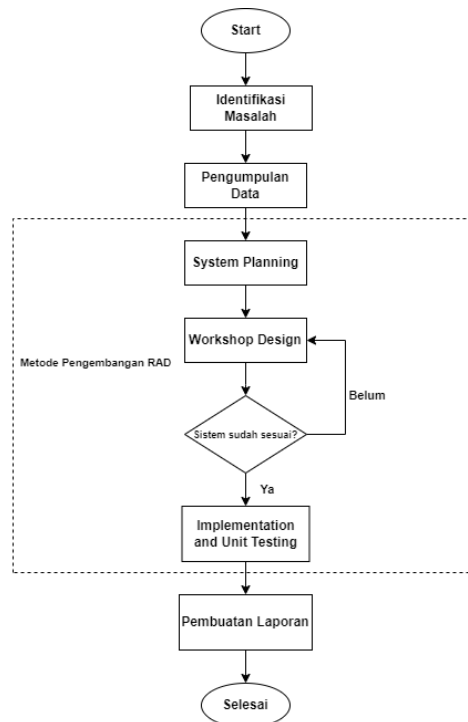 Start
Identifikasi
Masalah
Pengumpulan
Data
System Planning
Workshop Design
Metode Pengembangan RAD
Belum
Sistem sudah sesuai?
Ya
Implementation
and Unit Testing
Pembuatan Laporan
Selesai